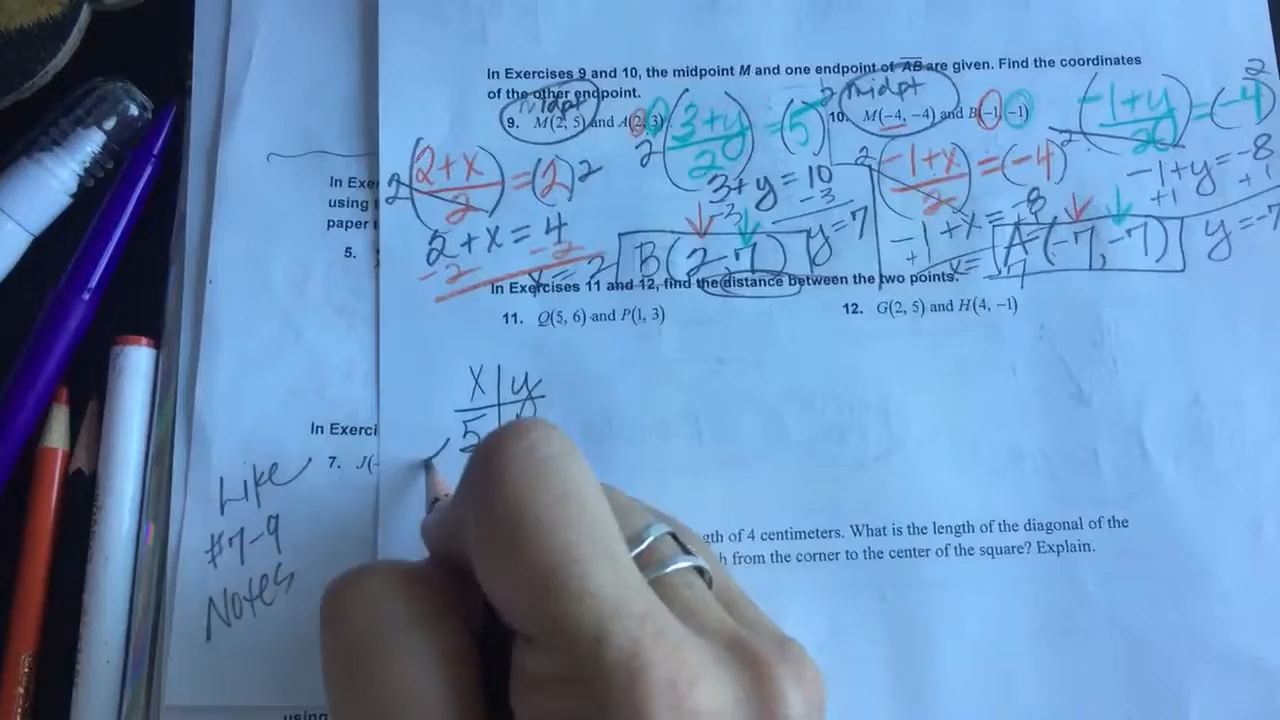 In Exercises 9 and 10, the midpoint M and one endpoint of AB are given. Find the coordinates
of the other endpoint.
midpt
9. M(2, 5) and A(2, 3)
2(2+x/2)=(2)2
2+x=4
-2 -2
x=2
2(3+y/2)=(5)2
3+y=10
-3 -3
y=7
B(2,7)
midpt
10. M(-4, -4) and B(-1, -1)
2(-1+x/2)=(-4)2
-1+x=-8
+1 +1
x=-7
(-1+y/2)=(-4)2
-1+y=-8
+1 +1
y=-7
A(-7,-7)
In Exe
using
paper
5.
In Exercises 11 and 12, find the distance between the two points.
11. Q(5, 6) and P(1, 3)
12. G(2, 5) and H(4, −1)
x | y
5
In Exerci
7. J(-
Like
#7-9
Notes
gth of 4 centimeters. What is the length of the diagonal of the
h from the corner to the center of the square? Explain.
using